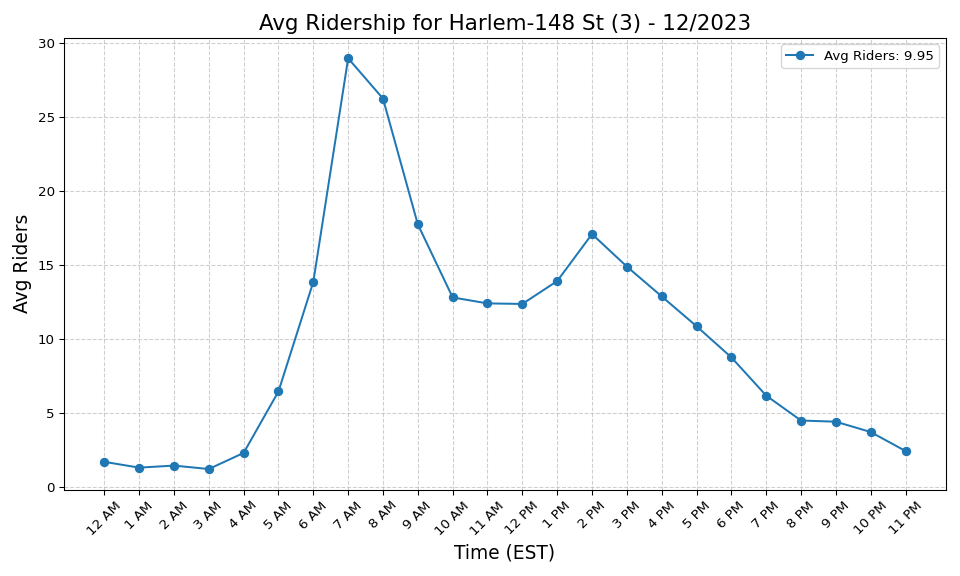 Avg Ridership for Harlem-148 St (3) - 12/2023
Avg Riders: 9.95
Avg Riders
30
25
20
15
10
5
0
12 AM
1 AM
2 AM
3 AM
4 AM
5 AM
6 AM
7 AM
8 AM
9 AM
10 AM
11 AM
12 PM
1 PM
2 PM
3 PM
4 PM
5 PM
6 PM
7 PM
8 PM
9 PM
10 PM
11 PM
Time (EST)